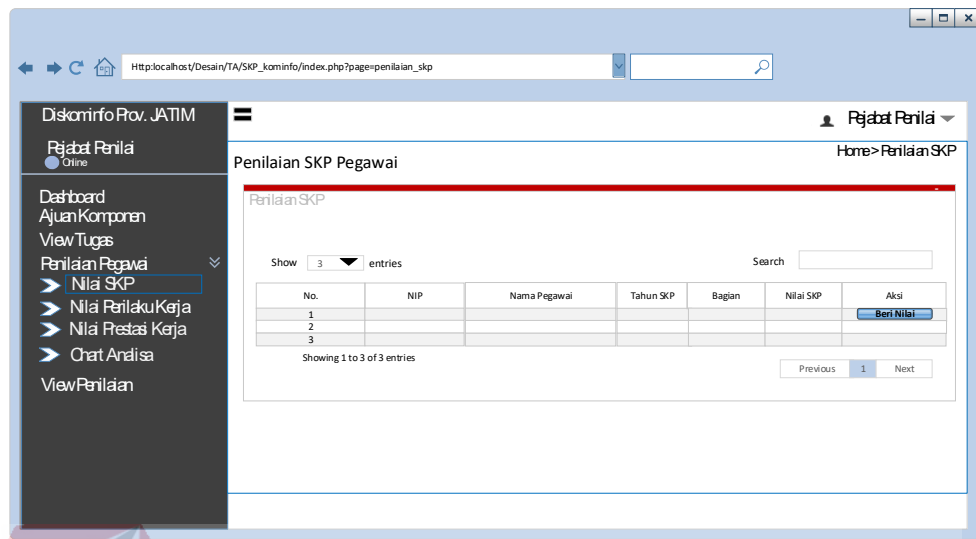 Http:localhost/Desain/TA/SKP_kominfo/index.php?page=penilaian_skp
Diskominfo Prov. JATIM
Pejabat Penilai
Online
Dashboard
Ajuan Komponen
View Tugas
Penilaian Pegawai
Nilai SKP
Nilai Perilaku Kerja
Nilai Prestasi Kerja
Chart Analisa
View Penilaian
Pejabat Penilai
Home > Penilaian SKP
Penilaian SKP Pegawai
Penilaian SKP
Show 3 entries
Search
No. NIP Nama Pegawai Tahun SKP Bagian Nilai SKP Aksi
1 Beri Nilai
2
3
Showing 1 to 3 of 3 entries
Previous 1 Next